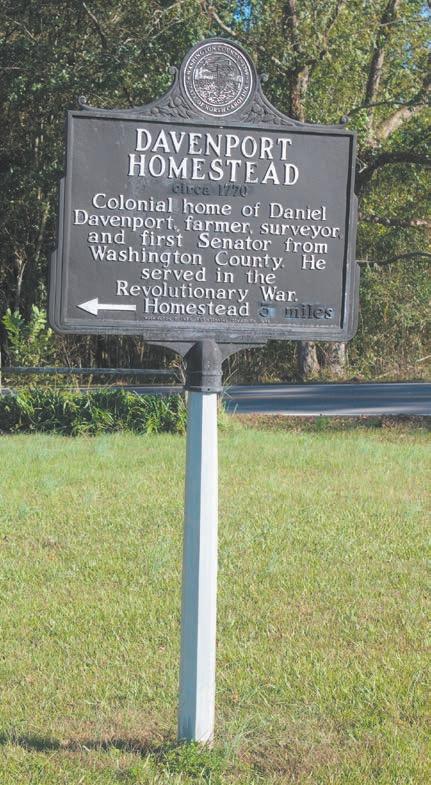 DAVENPORT
HOMESTEAD
circa 1770
Colonial home of Daniel
Davenport, farmer, surveyor,
and first Senator from
Washington County. He
served in the
Revolutionary War.
Homestead 3 miles